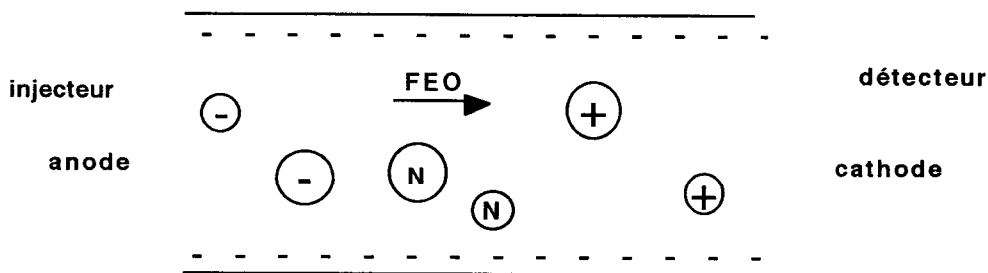 FEO
injecteur
détecteur
anode
cathode
-
-
N
N
+
+